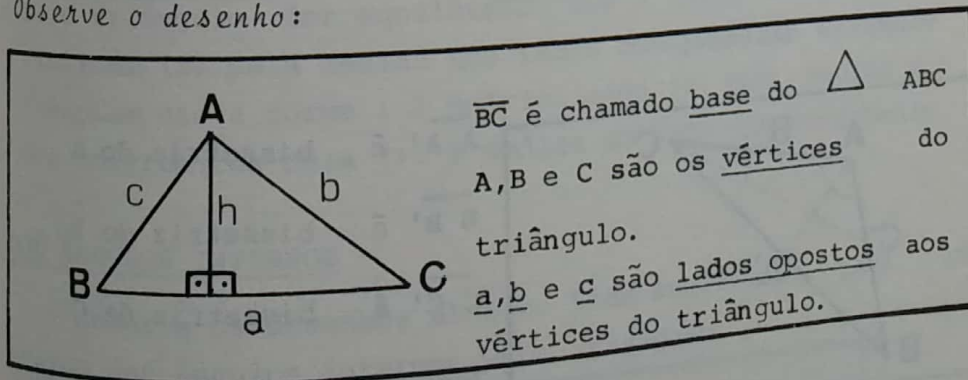 Observe o desenho:
A
c
h
b
B
C
a
BC é chamado base do △ ABC
A,B e C são os vértices do
triângulo.
a,b e c são lados opostos aos
vértices do triângulo.